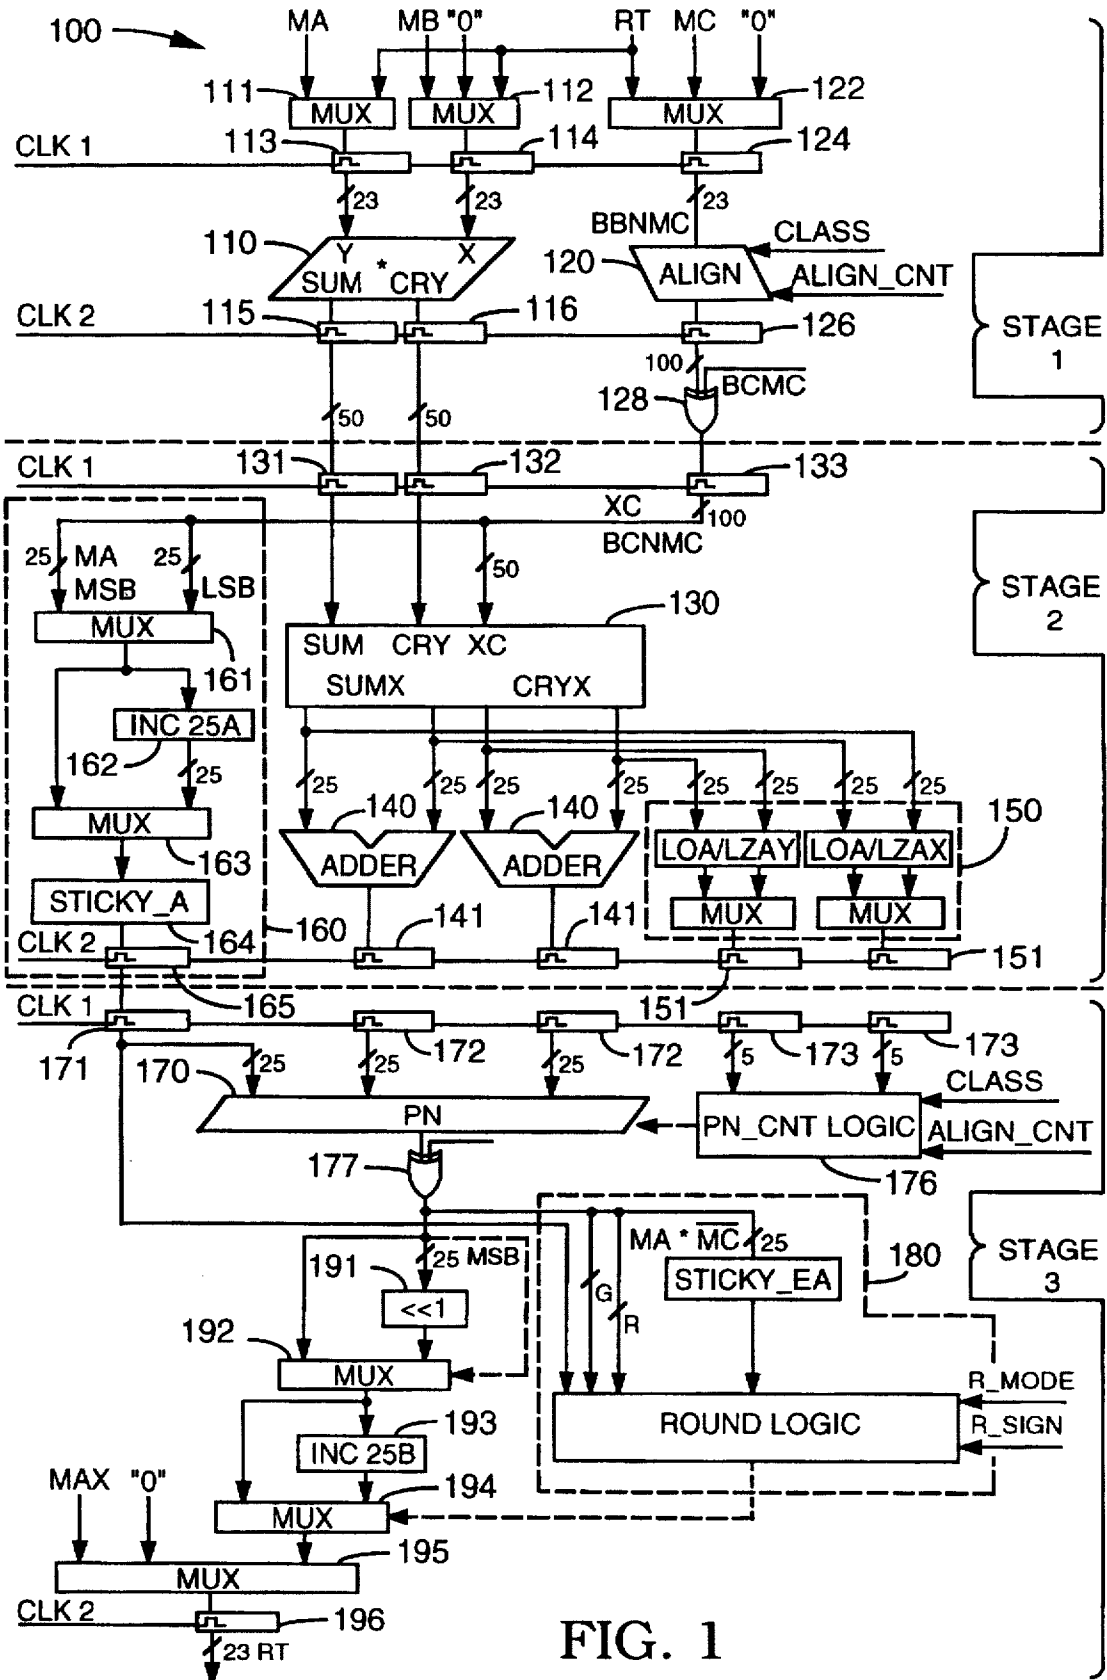 100
MA MB "0" RT MC "0"
111 MUX MUX 112 MUX 122
CLK 1 113 114 124
23 23 23
BBNMC
110 Y X 120 ALIGN CLASS
SUM * CRY ALIGN_CNT
CLK 2 115 116 126
STAGE 1
100 BCMC
128
50 50
CLK 1 131 132 133
XC 100
BCNMC
25 MA 25
MSB LSB
50
STAGE 2
MUX 130
161
SUM CRY XC
SUMX CRYX
INC 25A
162 25
25 25 25 25 25 25 25 25
MUX 140 140 150
163
ADDER ADDER LOA/LZAY LOA/LZAX
STICKY_A MUX MUX
164 160 141 141
CLK 2
165 151 151
CLK 1
171 172 172 173 173
170 25 25 25 5 5
CLASS
PN PN_CNT LOGIC
ALIGN_CNT
177 176
MA * MC 25 180
191 25 MSB
STICKY_EA
STAGE 3
<<1 G
R
192
MUX
R_MODE
193 ROUND LOGIC
R_SIGN
INC 25B
MAX "0" 194
MUX
195
MUX
CLK 2 196
23 RT
FIG. 1